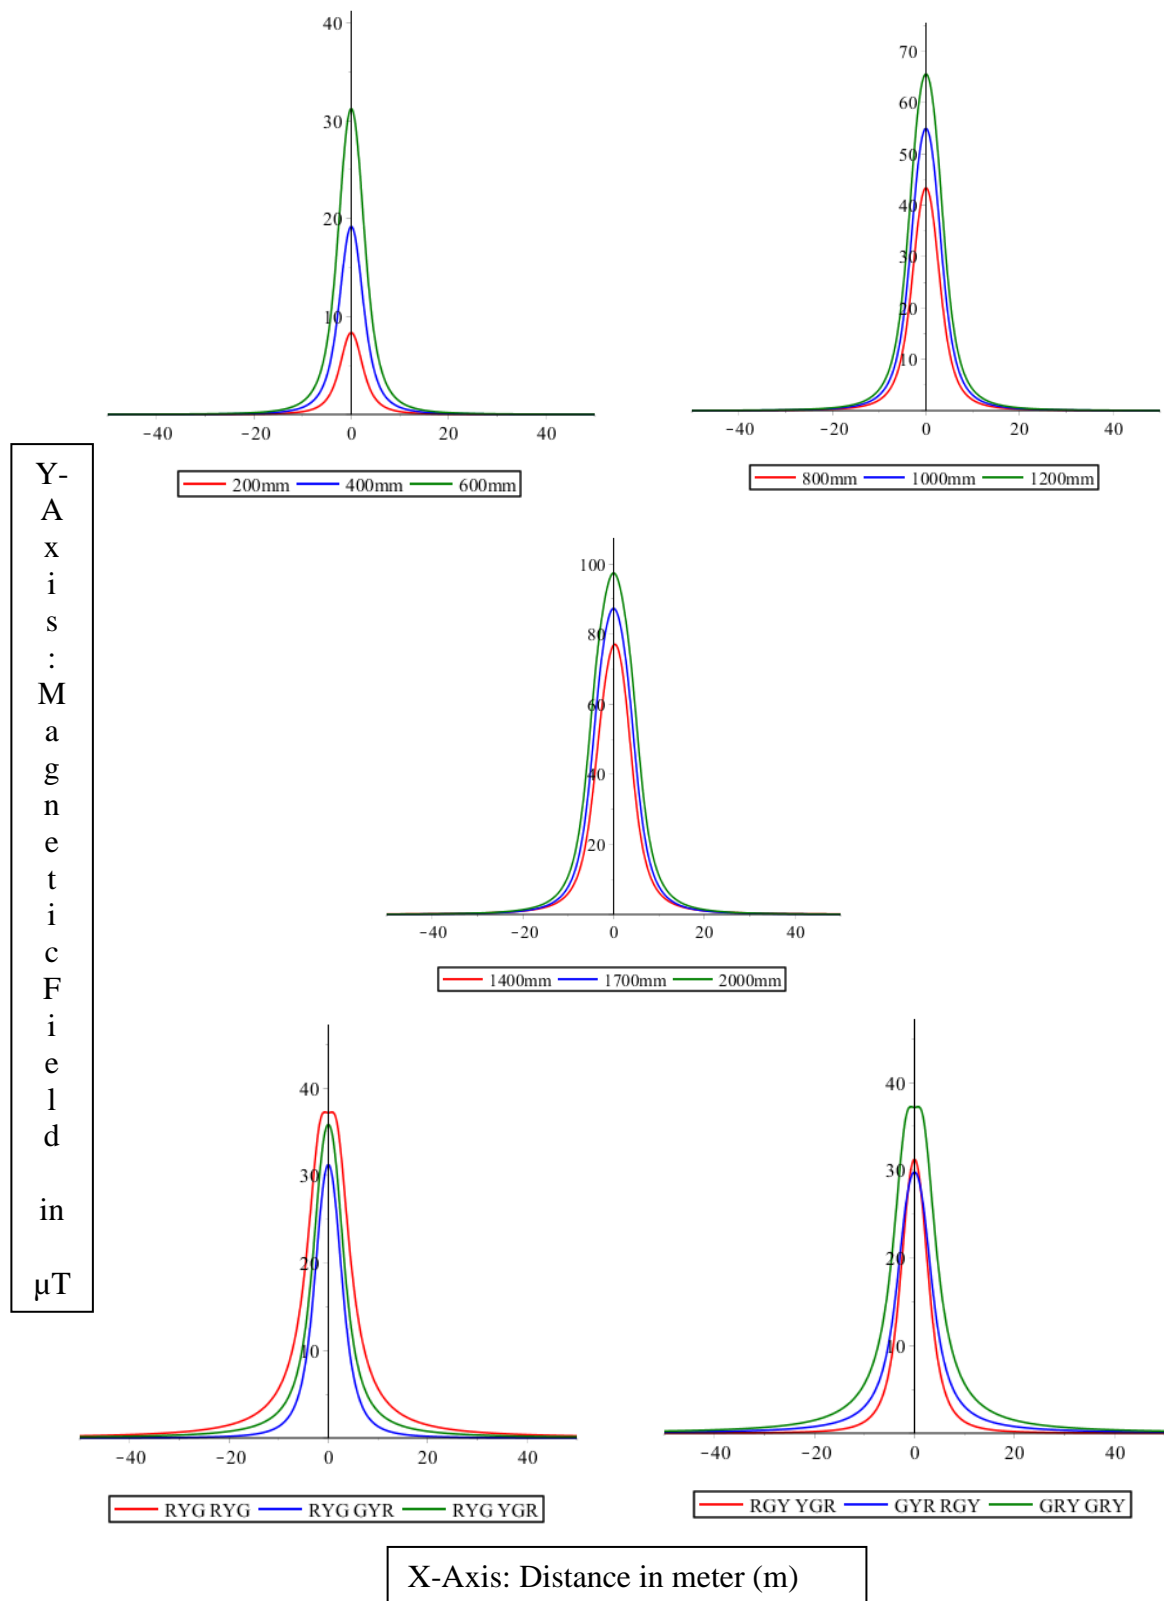 40
30
20
10
−40 −20 0 20 40
200mm 400mm 600mm
70
60
50
40
30
20
10
−40 −20 0 20 40
800mm 1000mm 1200mm
Y-
A
x
i
s
:
M
a
g
n
e
t
i
c
F
i
e
l
d
in
μT
100
80
60
40
20
−40 −20 0 20 40
1400mm 1700mm 2000mm
40
30
20
10
−40 −20 0 20 40
RYG RYG RYG GYR RYG YGR
40
30
20
10
−40 −20 0 20 40
RGY YGR GYR RGY GRY GRY
X-Axis: Distance in meter (m)